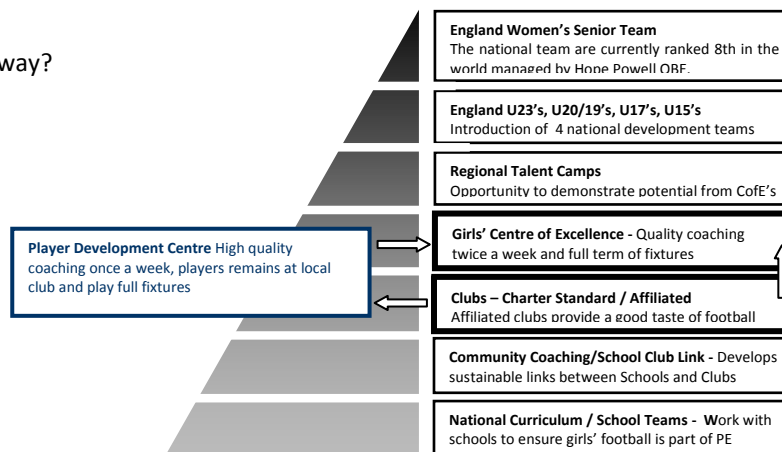 way?
England Women's Senior Team
The national team are currently ranked 8th in the
world managed by Hope Powell OBE.
England U23's, U20/19's, U17's, U15's
Introduction of 4 national development teams
Regional Talent Camps
Opportunity to demonstrate potential from CofE's
Player Development Centre High quality
coaching once a week, players remains at local
club and play full fixtures
Girls' Centre of Excellence - Quality coaching
twice a week and full term of fixtures
Clubs – Charter Standard / Affiliated
Affiliated clubs provide a good taste of football
Community Coaching/School Club Link - Develops
sustainable links between Schools and Clubs
National Curriculum / School Teams - Work with
schools to ensure girls' football is part of PE